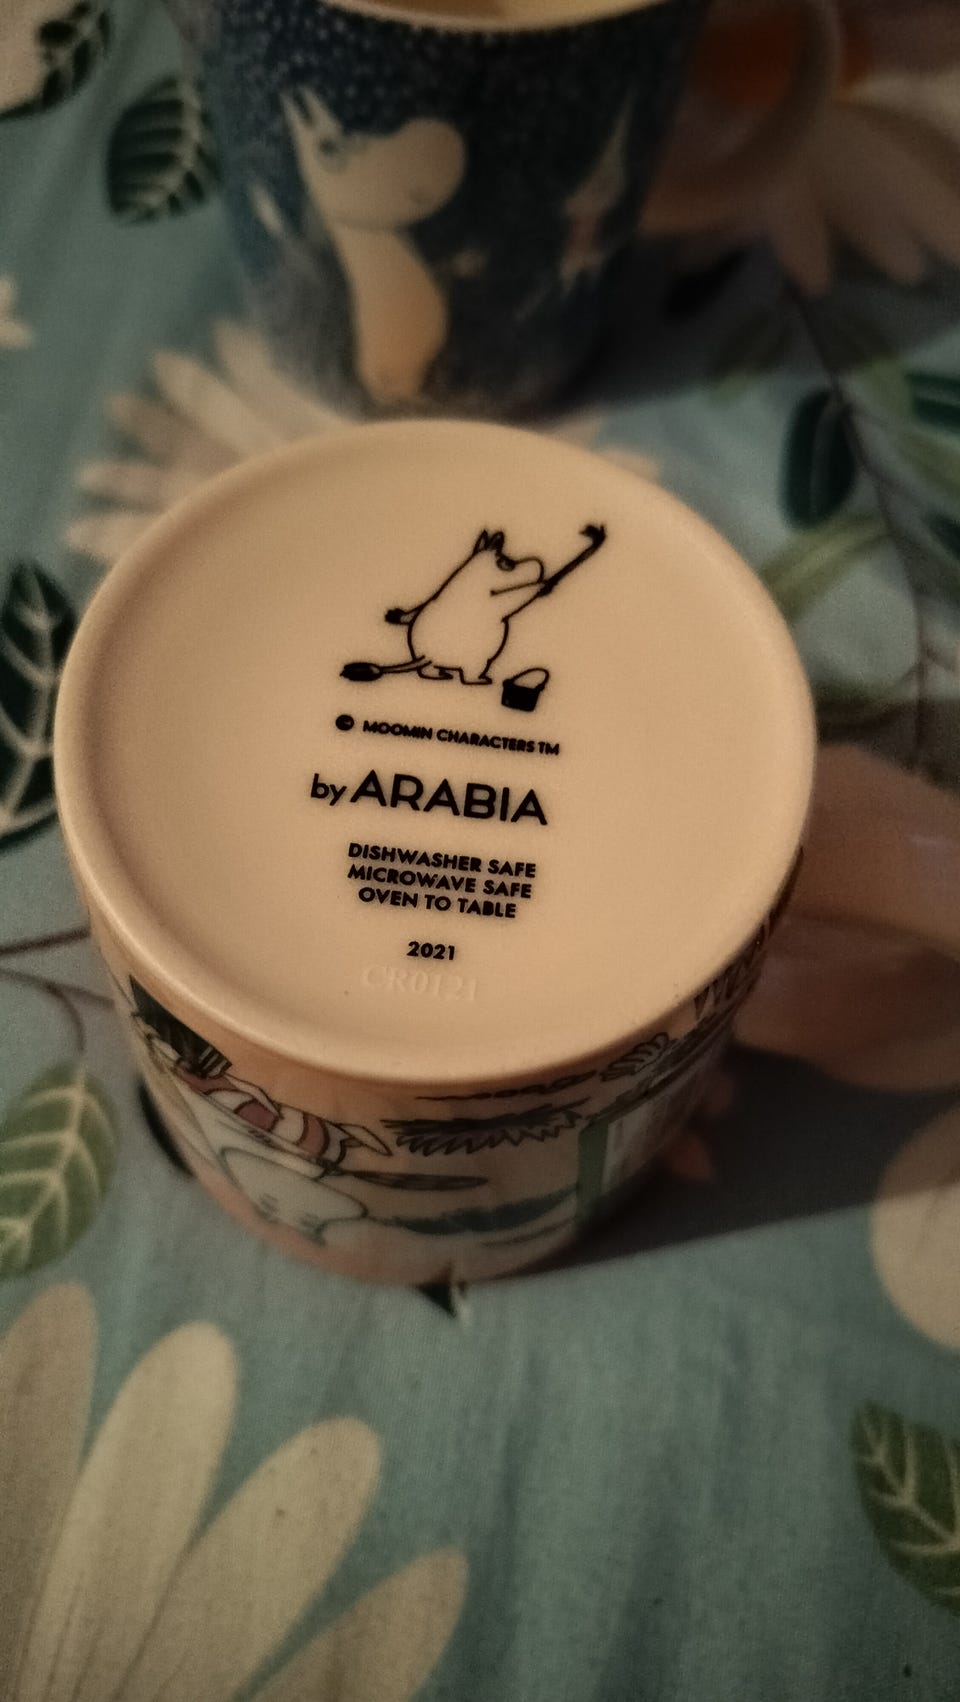 © MOOMIN CHARACTERS TM
by ARABIA
DISHWASHER SAFE
MICROWAVE SAFE
OVEN TO TABLE
2021
CR0121